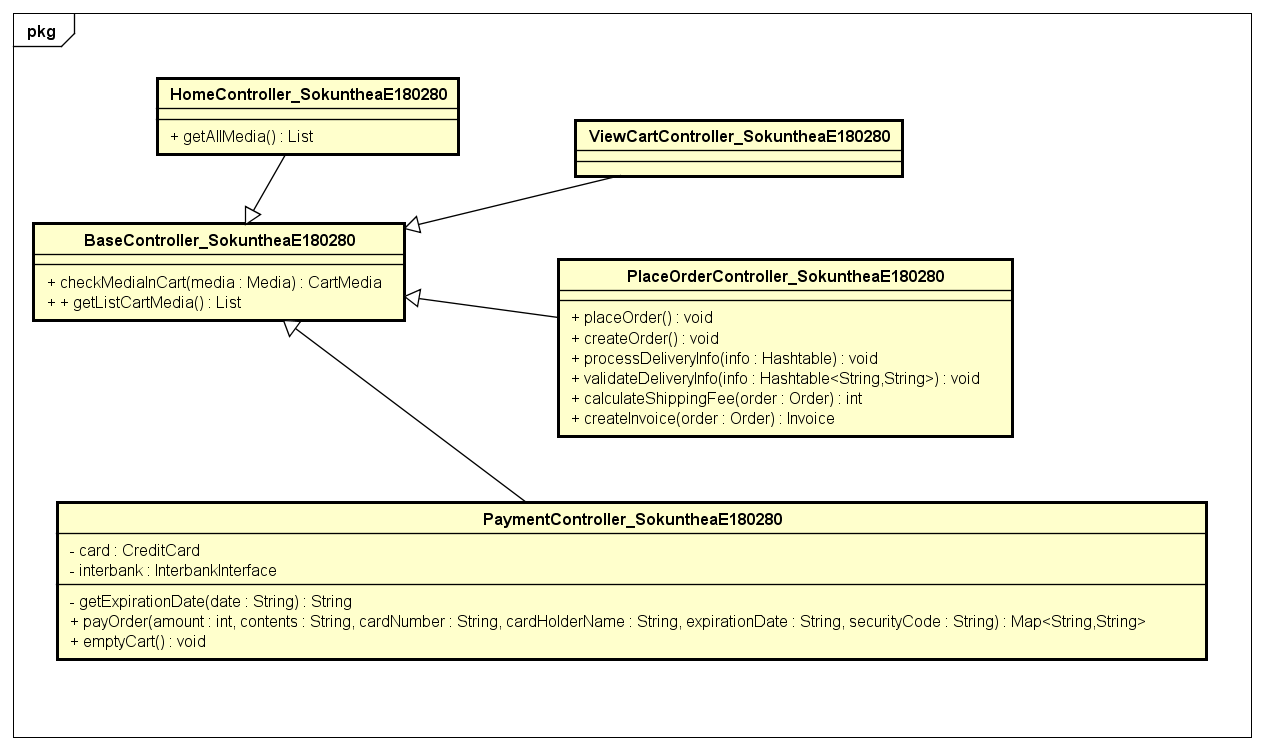 pkg
HomeController_SokuntheaE180280
+ getAllMedia() : List
ViewCartController_SokuntheaE180280
BaseController_SokuntheaE180280
+ checkMediaInCart(media : Media) : CartMedia
+ + getListCartMedia() : List
PlaceOrderController_SokuntheaE180280
+ placeOrder() : void
+ createOrder() : void
+ processDeliveryInfo(info : Hashtable) : void
+ validateDeliveryInfo(info : Hashtable<String,String>) : void
+ calculateShippingFee(order : Order) : int
+ createInvoice(order : Order) : Invoice
PaymentController_SokuntheaE180280
- card : CreditCard
- interbank : InterbankInterface
- getExpirationDate(date : String) : String
+ payOrder(amount : int, contents : String, cardNumber : String, cardHolderName : String, expirationDate : String, securityCode : String) : Map<String,String>
+ emptyCart() : void